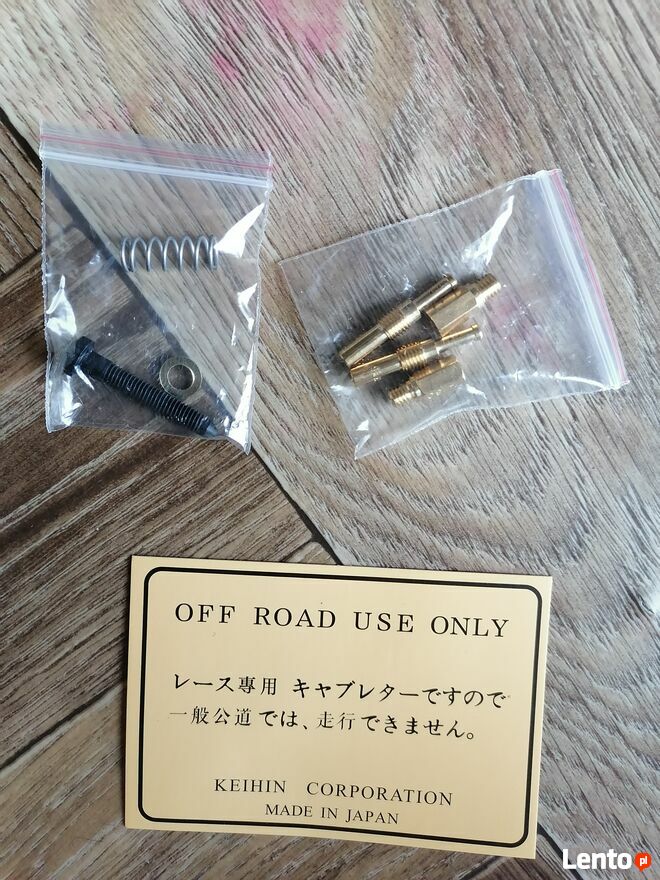 OFF ROAD USE ONLY
レース専用 キャブレターですので
一般公道では、走行できません。
KEIHIN CORPORATION
MADE IN JAPAN
Lento pl